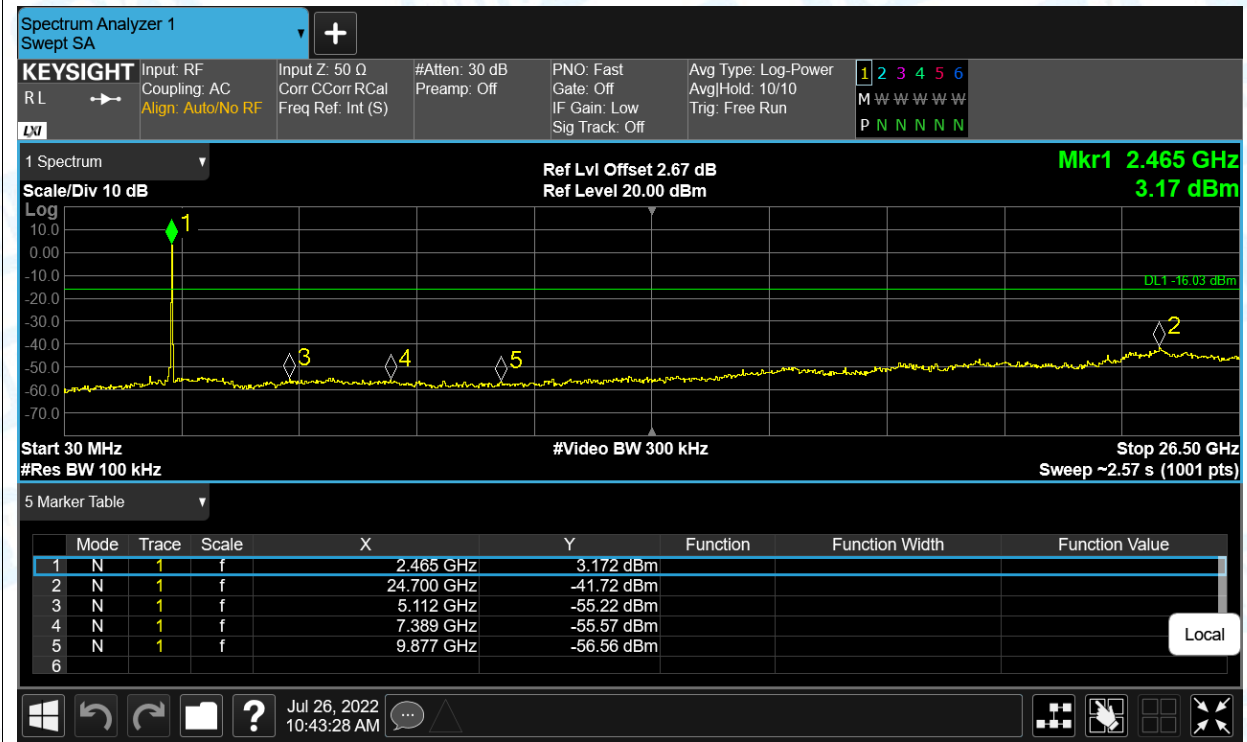 Spectrum Analyzer 1
Swept SA
KEYSIGHT
R L
LXI
Input: RF
Coupling: AC
Align: Auto/No RF
Input Z: 50 Ω
Corr CCorr RCal
Freq Ref: Int (S)
#Atten: 30 dB
Preamp: Off
PNO: Fast
Gate: Off
IF Gain: Low
Sig Track: Off
Avg Type: Log-Power
Avg|Hold: 10/10
Trig: Free Run
1 2 3 4 5 6
M W W W W W
P N N N N N
1 Spectrum
Scale/Div 10 dB
Ref Lvl Offset 2.67 dB
Ref Level 20.00 dBm
Mkr1 2.465 GHz
3.17 dBm
Log
10.0
0.00
-10.0
-20.0
-30.0
-40.0
-50.0
-60.0
-70.0
1
DL1 -16.03 dBm
2
3
4
5
Start 30 MHz
#Res BW 100 kHz
#Video BW 300 kHz
Stop 26.50 GHz
Sweep ~2.57 s (1001 pts)
5 Marker Table
Mode Trace Scale X Y Function Function Width Function Value
1 N 1 f 2.465 GHz 3.172 dBm
2 N 1 f 24.700 GHz -41.72 dBm
3 N 1 f 5.112 GHz -55.22 dBm
4 N 1 f 7.389 GHz -55.57 dBm
5 N 1 f 9.877 GHz -56.56 dBm
6
Local
?
Jul 26, 2022
10:43:28 AM